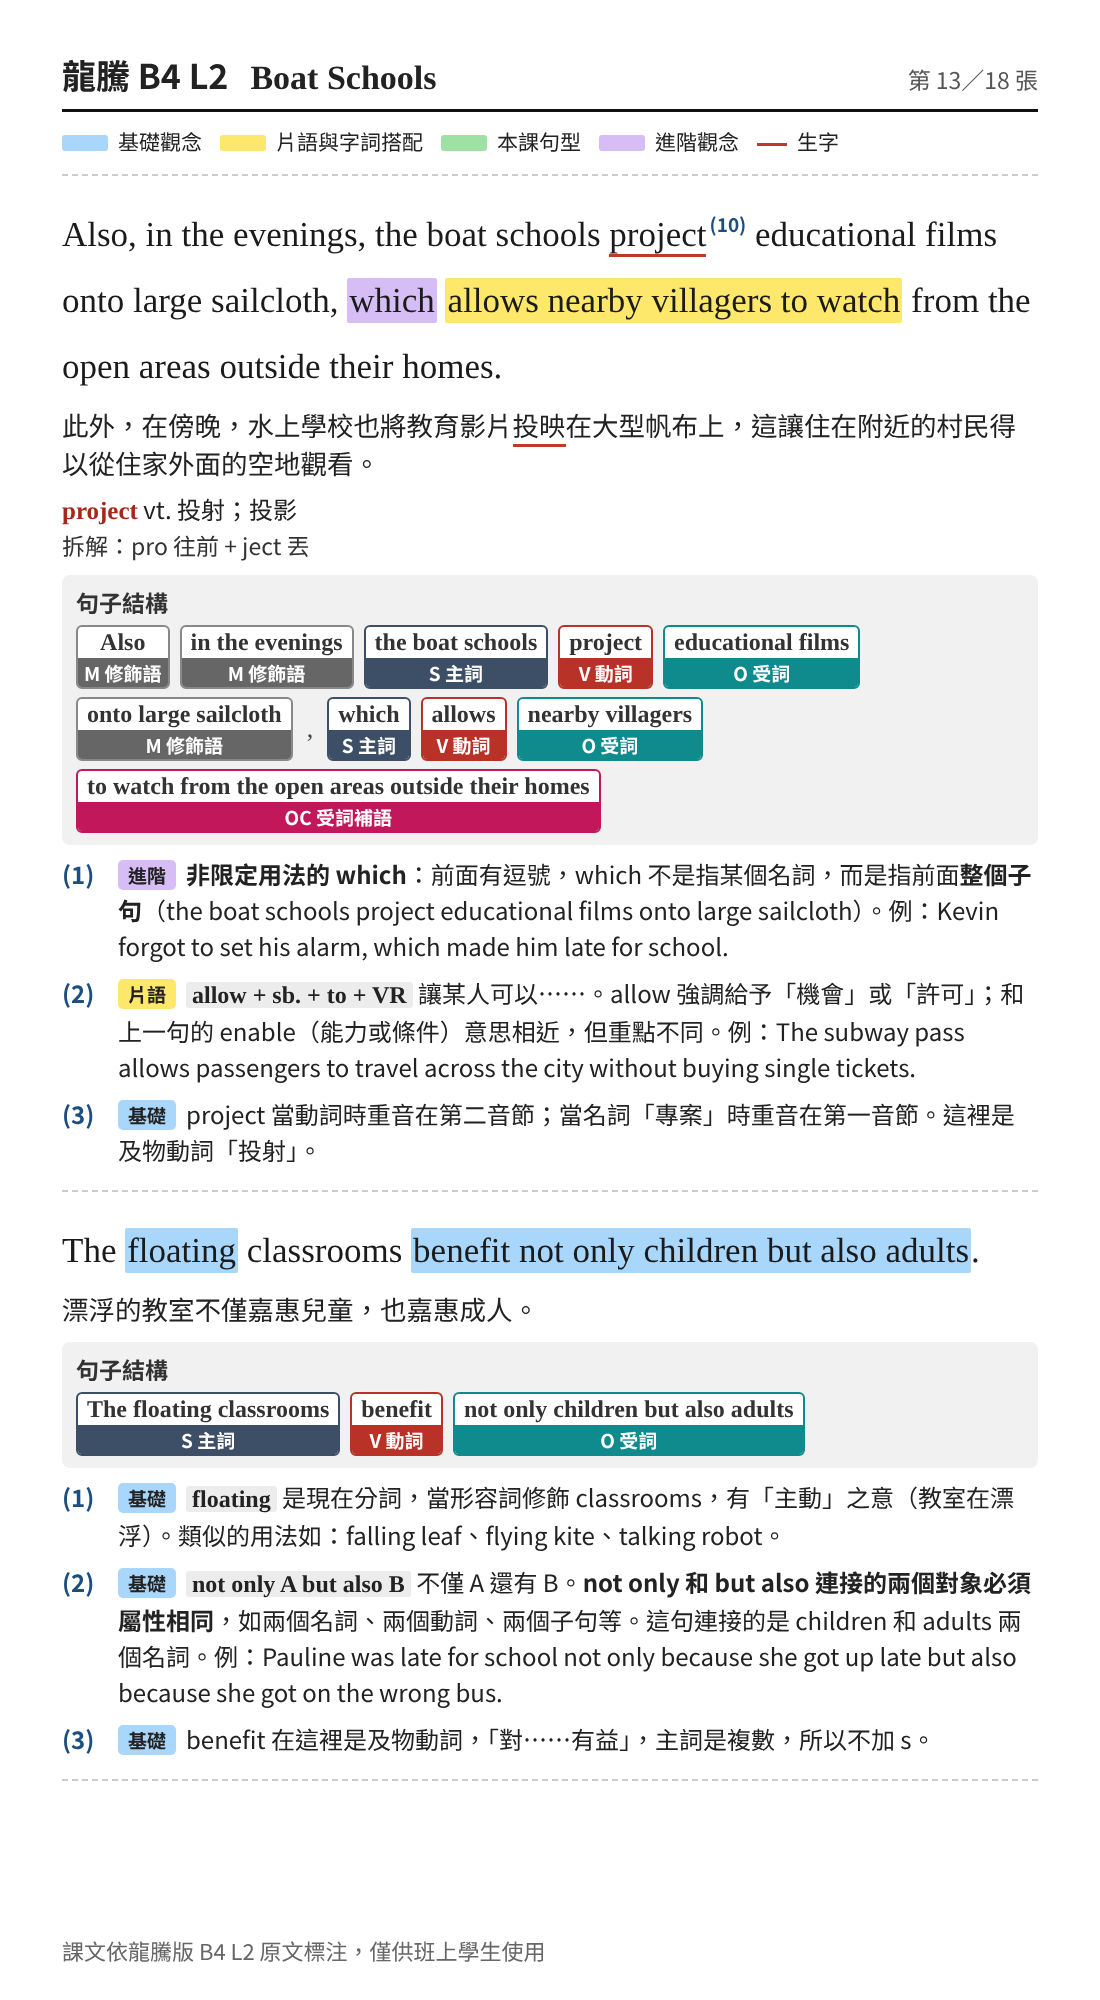 龍騰 B4 L2 Boat Schools
第 13／18 張
基礎觀念 片語與字詞搭配 本課句型 進階觀念 生字
Also, in the evenings, the boat schools project(10) educational films
onto large sailcloth, which allows nearby villagers to watch from the
open areas outside their homes.
此外，在傍晚，水上學校也將教育影片投映在大型帆布上，這讓住在附近的村民得
以從住家外面的空地觀看。
project vt. 投射；投影
拆解：pro 往前 + ject 丟
句子結構
Also in the evenings the boat schools project educational films
M 修飾語 M 修飾語 S 主詞 V 動詞 O 受詞
onto large sailcloth , which allows nearby villagers
M 修飾語 S 主詞 V 動詞 O 受詞
to watch from the open areas outside their homes
OC 受詞補語
(1) 進階 非限定用法的 which：前面有逗號，which 不是指某個名詞，而是指前面整個子
句（the boat schools project educational films onto large sailcloth）。例：Kevin
forgot to set his alarm, which made him late for school.
(2) 片語 allow + sb. + to + VR 讓某人可以……。allow 強調給予「機會」或「許可」；和
上一句的 enable（能力或條件）意思相近，但重點不同。例：The subway pass
allows passengers to travel across the city without buying single tickets.
(3) 基礎 project 當動詞時重音在第二音節；當名詞「專案」時重音在第一音節。這裡是
及物動詞「投射」。
The floating classrooms benefit not only children but also adults.
漂浮的教室不僅嘉惠兒童，也嘉惠成人。
句子結構
The floating classrooms benefit not only children but also adults
S 主詞 V 動詞 O 受詞
(1) 基礎 floating 是現在分詞，當形容詞修飾 classrooms，有「主動」之意（教室在漂
浮）。類似的用法如：falling leaf、flying kite、talking robot。
(2) 基礎 not only A but also B 不僅 A 還有 B。not only 和 but also 連接的兩個對象必須
屬性相同，如兩個名詞、兩個動詞、兩個子句等。這句連接的是 children 和 adults 兩
個名詞。例：Pauline was late for school not only because she got up late but also
because she got on the wrong bus.
(3) 基礎 benefit 在這裡是及物動詞，「對……有益」，主詞是複數，所以不加 s。
課文依龍騰版 B4 L2 原文標注，僅供班上學生使用